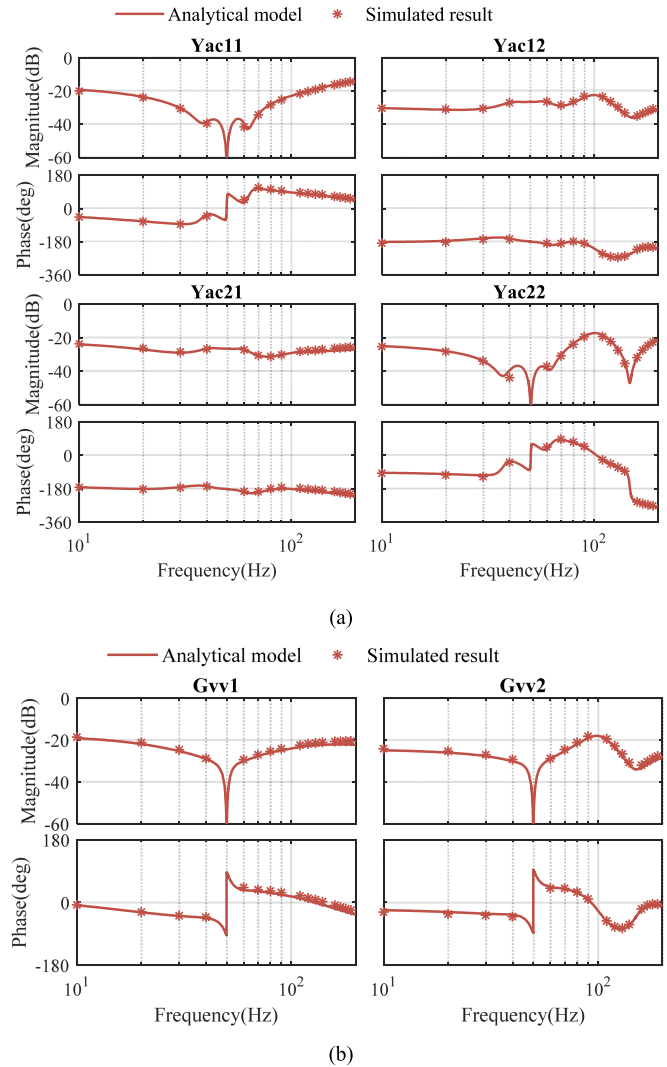 Analytical model * Simulated result
Yac11 Yac12
Magnitude(dB)
0
-20
-40
-60
Phase(deg)
180
0
-180
-360
Yac21 Yac22
Magnitude(dB)
0
-20
-40
-60
Phase(deg)
180
0
-180
-360
10^1 10^2 10^1 10^2
Frequency(Hz) Frequency(Hz)
(a)
Analytical model * Simulated result
Gvv1 Gvv2
Magnitude(dB)
0
-20
-40
-60
Phase(deg)
180
0
-180
10^1 10^2 10^1 10^2
Frequency(Hz) Frequency(Hz)
(b)